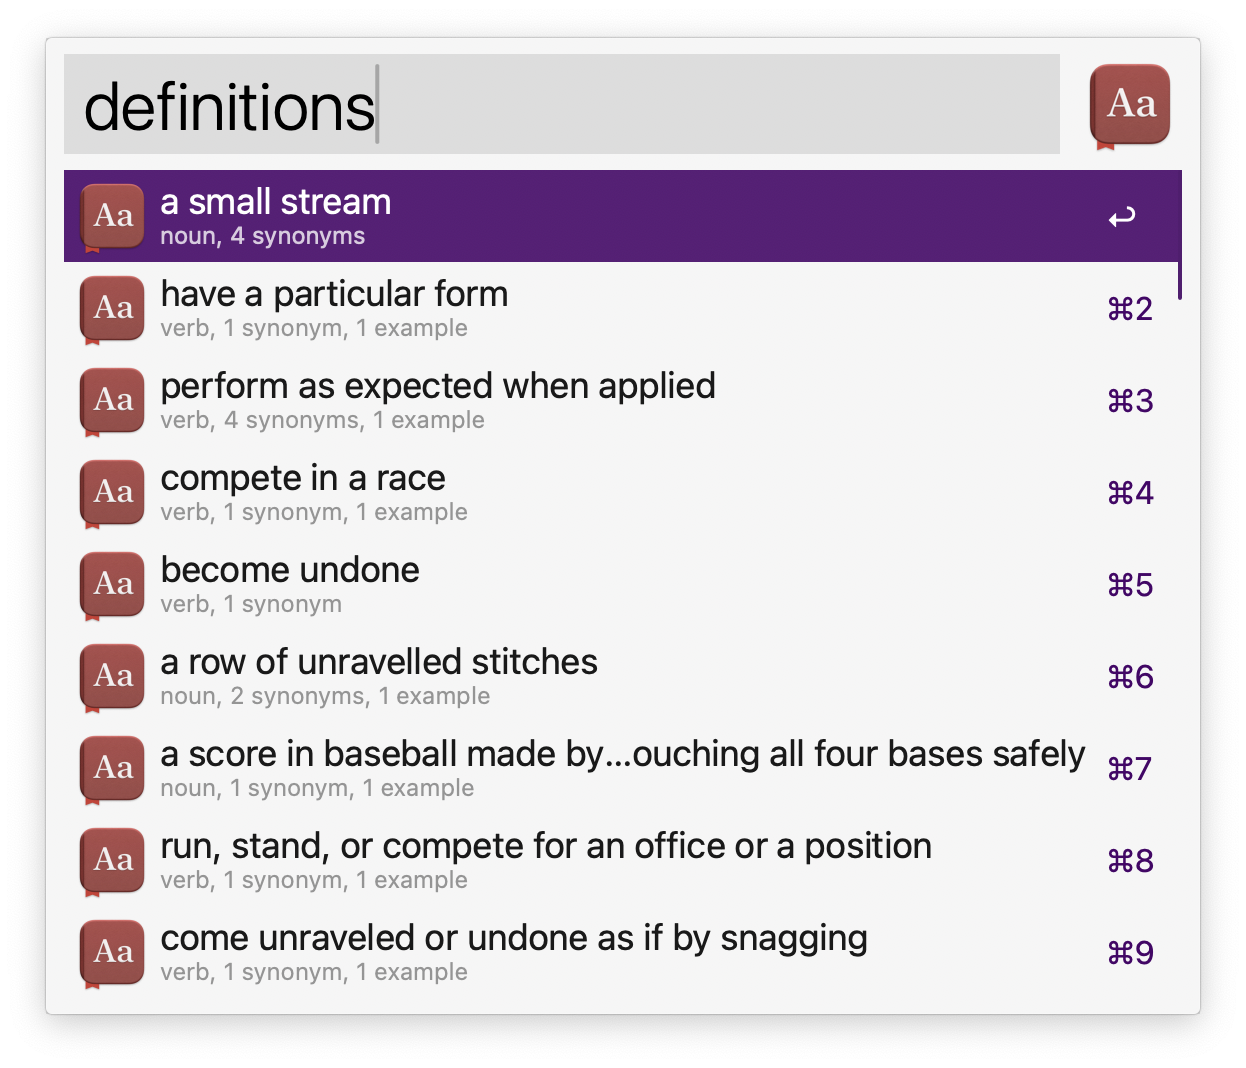 definitions
Aa
Aa
a small stream
noun, 4 synonyms
↩
Aa
have a particular form
verb, 1 synonym, 1 example
⌘2
Aa
perform as expected when applied
verb, 4 synonyms, 1 example
⌘3
Aa
compete in a race
verb, 1 synonym, 1 example
⌘4
Aa
become undone
verb, 1 synonym
⌘5
Aa
a row of unravelled stitches
noun, 2 synonyms, 1 example
⌘6
Aa
a score in baseball made by...ouching all four bases safely
noun, 1 synonym, 1 example
⌘7
Aa
run, stand, or compete for an office or a position
verb, 1 synonym, 1 example
⌘8
Aa
come unraveled or undone as if by snagging
verb, 1 synonym, 1 example
⌘9